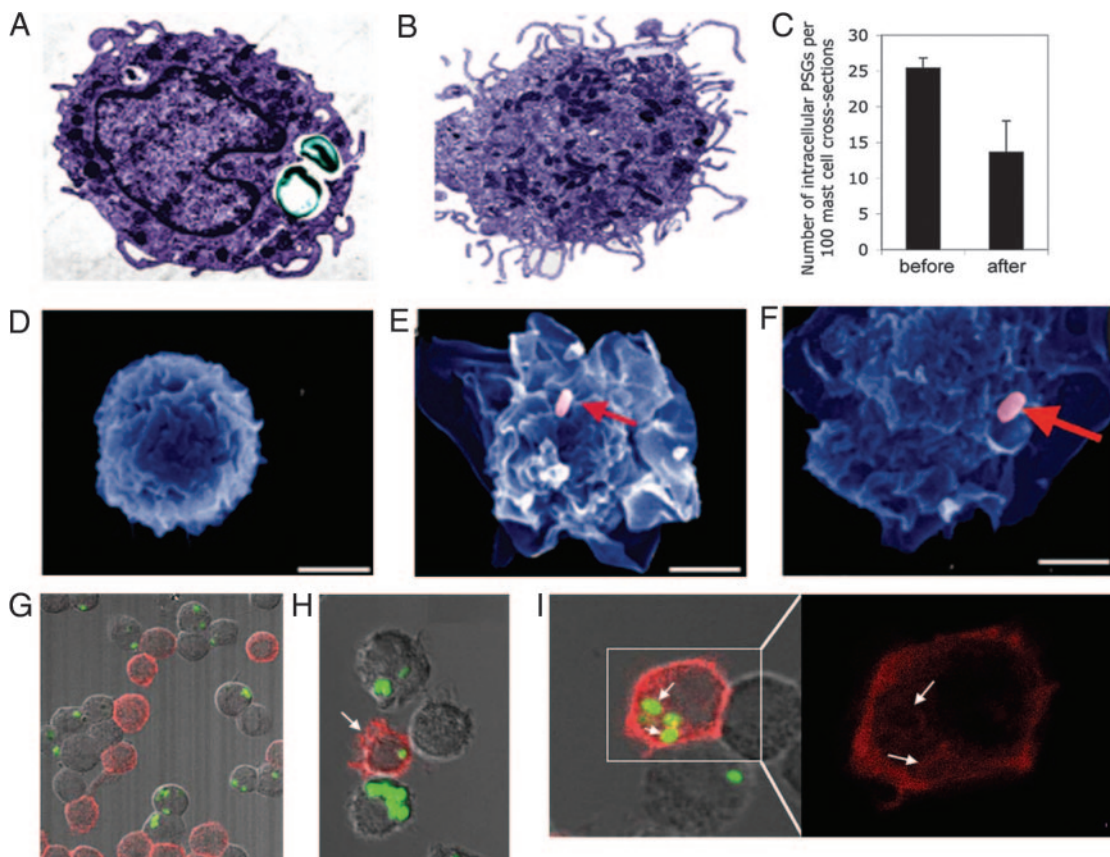 A
B
C
Number of intracellular PSGs per
100 mast cell cross-sections
30
25
20
15
10
5
0
before
after
D
E
F
G
H
I